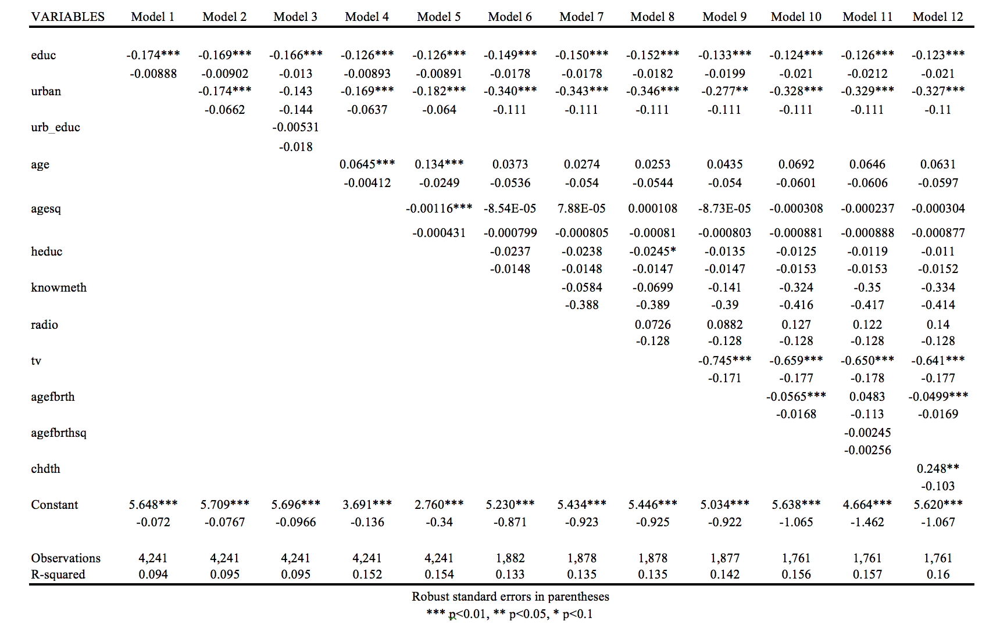 VARIABLES Model 1 Model 2 Model 3 Model 4 Model 5 Model 6 Model 7 Model 8 Model 9 Model 10 Model 11 Model 12
educ -0.174*** -0.169*** -0.166*** -0.126*** -0.126*** -0.149*** -0.150*** -0.152*** -0.133*** -0.124*** -0.126*** -0.123***
-0.00888 -0.00902 -0.013 -0.00893 -0.00891 -0.0178 -0.0178 -0.0182 -0.0199 -0.021 -0.0212 -0.021
urban -0.174*** -0.143 -0.169*** -0.182*** -0.340*** -0.343*** -0.346*** -0.277** -0.328*** -0.329*** -0.327***
-0.0662 -0.144 -0.0637 -0.064 -0.111 -0.111 -0.111 -0.111 -0.111 -0.111 -0.11
urb_educ -0.00531
-0.018
age 0.0645*** 0.134*** 0.0373 0.0274 0.0253 0.0435 0.0692 0.0646 0.0631
-0.00412 -0.0249 -0.0536 -0.054 -0.0544 -0.054 -0.0601 -0.0606 -0.0597
agesq -0.00116*** -8.54E-05 7.88E-05 0.000108 -8.73E-05 -0.000308 -0.000237 -0.000304
-0.000431 -0.000799 -0.000805 -0.00081 -0.000803 -0.000881 -0.000888 -0.000877
heduc -0.0237 -0.0238 -0.0245* -0.0135 -0.0125 -0.0119 -0.011
-0.0148 -0.0148 -0.0147 -0.0147 -0.0153 -0.0153 -0.0152
knowmeth -0.0584 -0.0699 -0.141 -0.324 -0.35 -0.334
-0.388 -0.389 -0.39 -0.416 -0.417 -0.414
radio 0.0726 0.0882 0.127 0.122 0.14
-0.128 -0.128 -0.128 -0.128 -0.128
tv -0.745*** -0.659*** -0.650*** -0.641***
-0.171 -0.177 -0.178 -0.177
agefbrth -0.0565*** 0.0483 -0.0499***
-0.0168 -0.113 -0.0169
agefbrthsq -0.00245
-0.00256
chdth 0.248**
-0.103
Constant 5.648*** 5.709*** 5.696*** 3.691*** 2.760*** 5.230*** 5.434*** 5.446*** 5.034*** 5.638*** 4.664*** 5.620***
-0.072 -0.0767 -0.0966 -0.136 -0.34 -0.871 -0.923 -0.925 -0.922 -1.065 -1.462 -1.067
Observations 4,241 4,241 4,241 4,241 4,241 1,882 1,878 1,878 1,877 1,761 1,761 1,761
R-squared 0.094 0.095 0.095 0.152 0.154 0.133 0.135 0.135 0.142 0.156 0.157 0.16
Robust standard errors in parentheses
*** p<0.01, ** p<0.05, * p<0.1